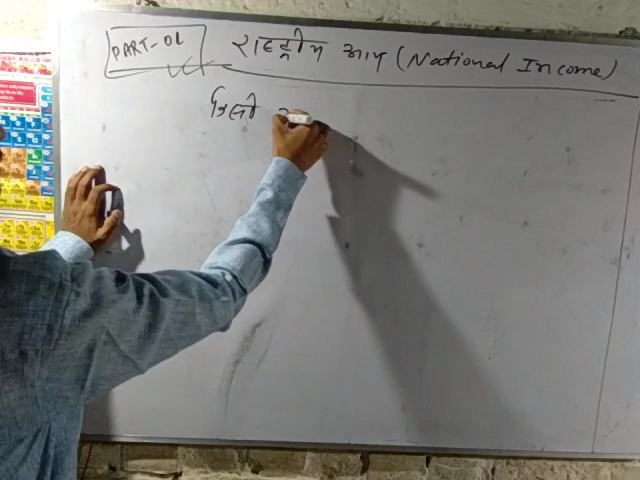 PART-01 राष्ट्रीय आय (National Income)
किसी